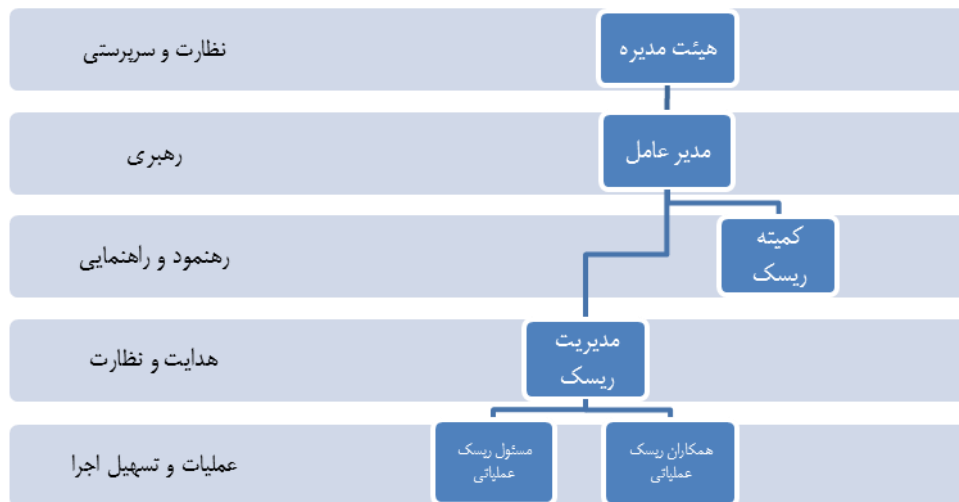 هیئت مدیره
نظارت و سرپرستی
مدیر عامل
رهبری
کمیته
ریسک
رهنمود و راهنمایی
مدیریت
ریسک
هدایت و نظارت
همکاران ریسک
عملیاتی
مسئول ریسک
عملیاتی
عملیات و تسهیل اجرا